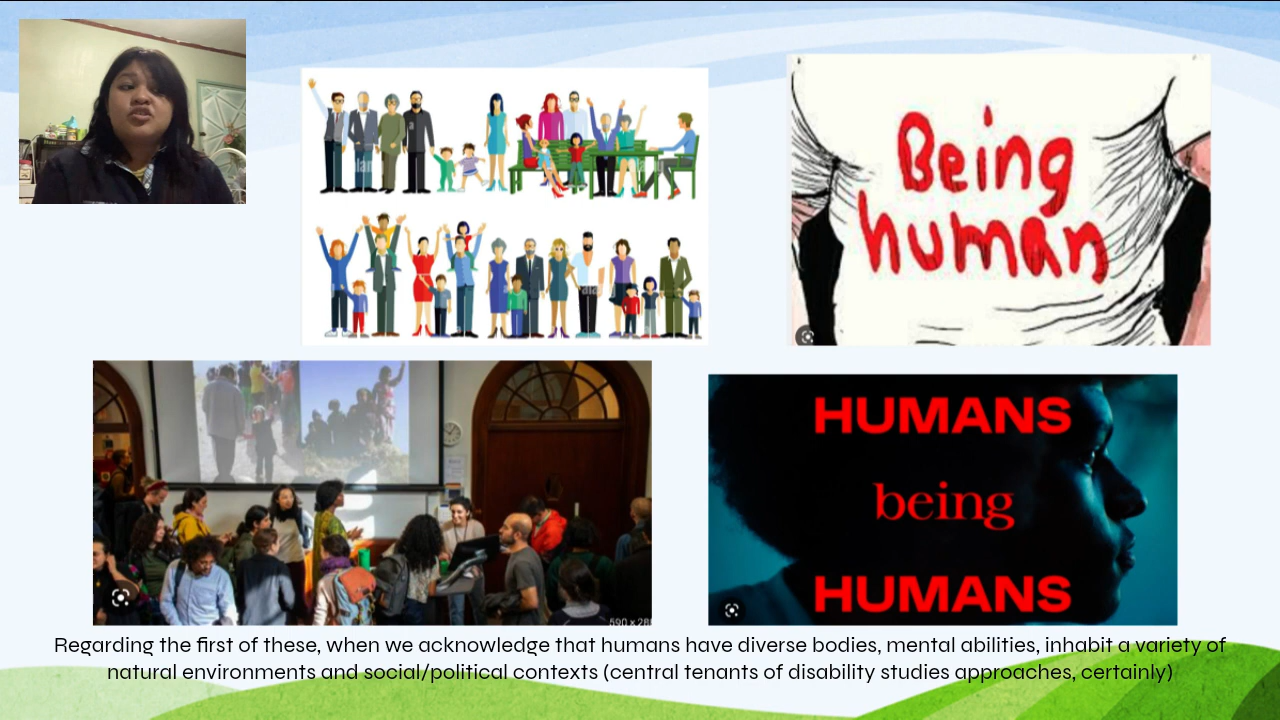 Being
human
HUMANS
being
HUMANS
Regarding the first of these, when we acknowledge that humans have diverse bodies, mental abilities, inhabit a variety of
natural environments and social/political contexts (central tenants of disability studies approaches, certainly)